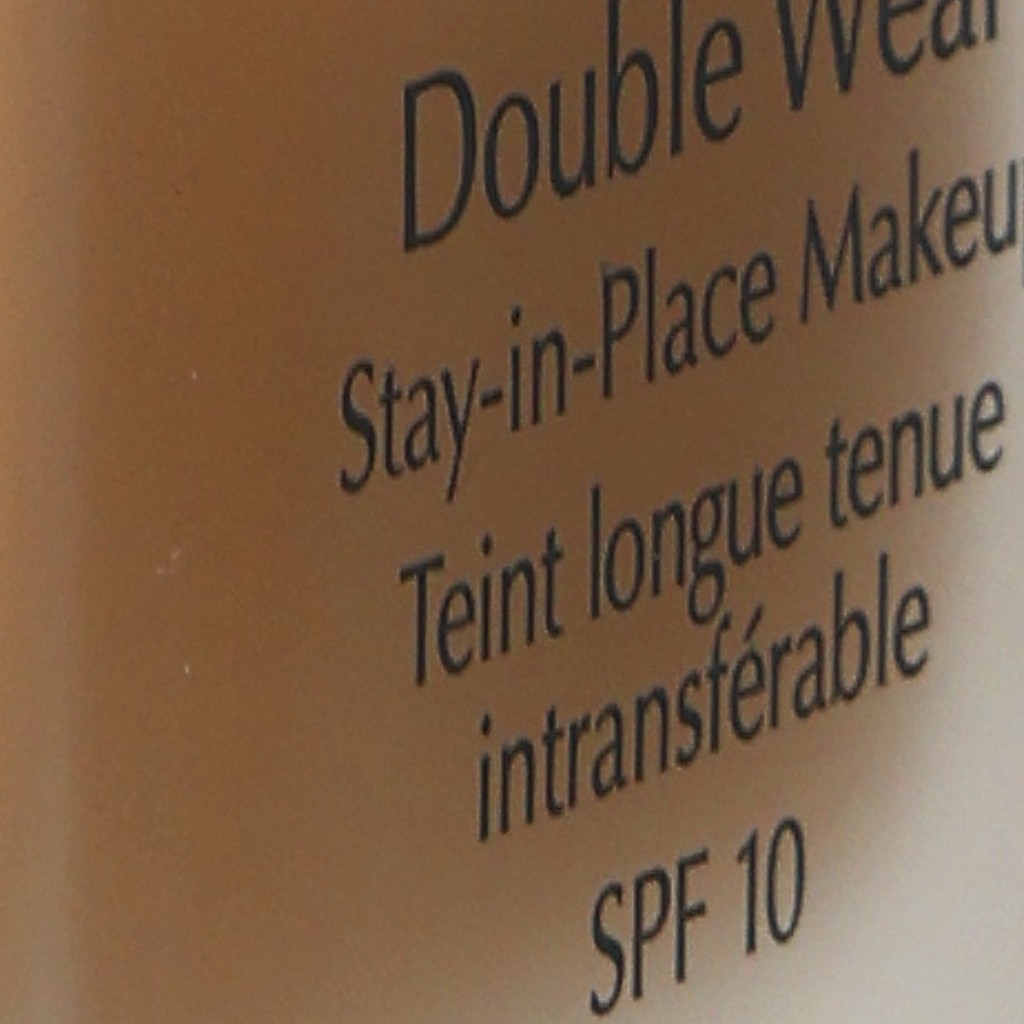 Double Wear
Stay-in-Place Makeup
Teint longue tenue
intransférable
SPF 10